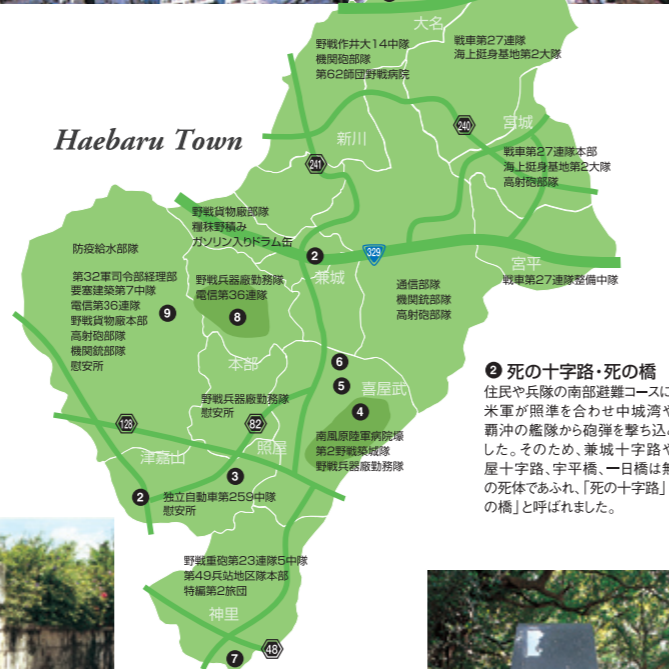 大名
野戦作井大14中隊
機関砲部隊
第62師団野戦病院
戦車第27連隊
海上挺身基地第2大隊
Haebaru Town
新川
240
宮城
241
戦車第27連隊本部
海上挺身基地第2大隊
高射砲部隊
野戦貨物廠部隊
糧秣野積み
ガソリン入りドラム缶
2
329
兼城
宮平
戦車第27連隊整備中隊
防疫給水部隊
第32軍司令部経理部
要塞建築第7中隊
電信第36連隊
野戦貨物廠本部
高射砲部隊
機関銃部隊
慰安所
9
野戦兵器廠勤務隊
電信第36連隊
8
通信部隊
機関銃部隊
高射砲部隊
本部
6
5
喜屋武
4
野戦兵器廠勤務隊
慰安所
128
82
南風原陸軍病院壕
第2野戦築城隊
野戦兵器廠勤務隊
津嘉山
照屋
3
2
独立自動車第259中隊
慰安所
野戦重砲第23連隊5中隊
第49兵站地区隊本部
特編第2旅団
神里
48
7
2 死の十字路・死の橋
住民や兵隊の南部避難コースに
米軍が照準を合わせ中城湾や
覇沖の艦隊から砲弾を撃ち込
した。そのため、兼城十字路や
屋十字路、宇平橋、一日橋は無
の死体であふれ、「死の十字路」
の橋」と呼ばれました。